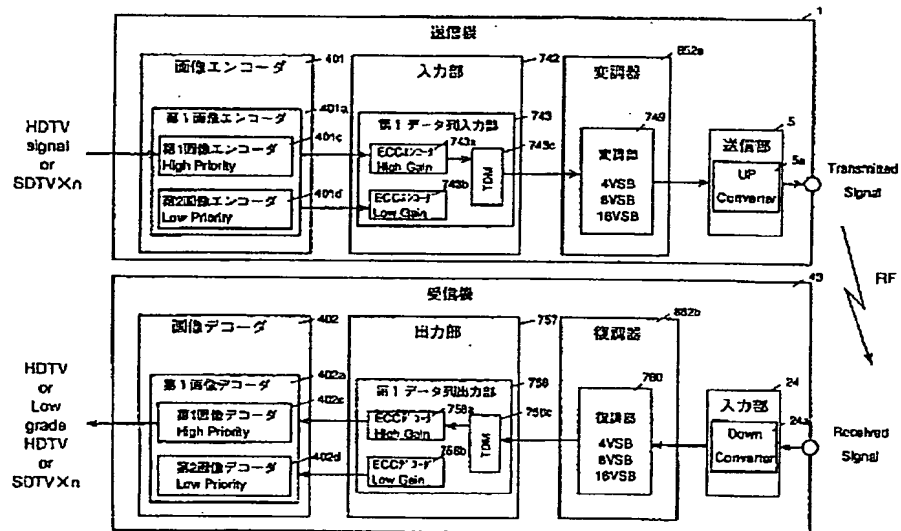 1
送信機
画像エンコーダ 401
入力部 742
変調器 852a
401a
第1画像エンコーダ
第1画像エンコーダ 401c
High Priority
第2画像エンコーダ 401d
Low Priority
HDTV
signal
or
SDTV×n
743
第1データ列入力部
743a 743c
ECCエンコーダ
High Gain
743b
ECCエンコーダ
Low Gain
TDM
749
変調部
4VSB
8VSB
16VSB
5
送信部
5a
UP
Converter
Transmitted
Signal
RF
43
受信機
画像デコーダ 402
出力部 757
復調器 852b
402a
第1画像デコーダ
402c
第1画像デコーダ
High Priority
402d
第2画像デコーダ
Low Priority
HDTV
or
Low
grade
HDTV
or
SDTV×n
758
第1データ列出力部
758a 758c
ECCデコーダ
High Gain
758b
ECCデコーダ
Low Gain
TDM
760
復調部
4VSB
8VSB
16VSB
24
入力部
24a
Down
Converter
Received
Signal